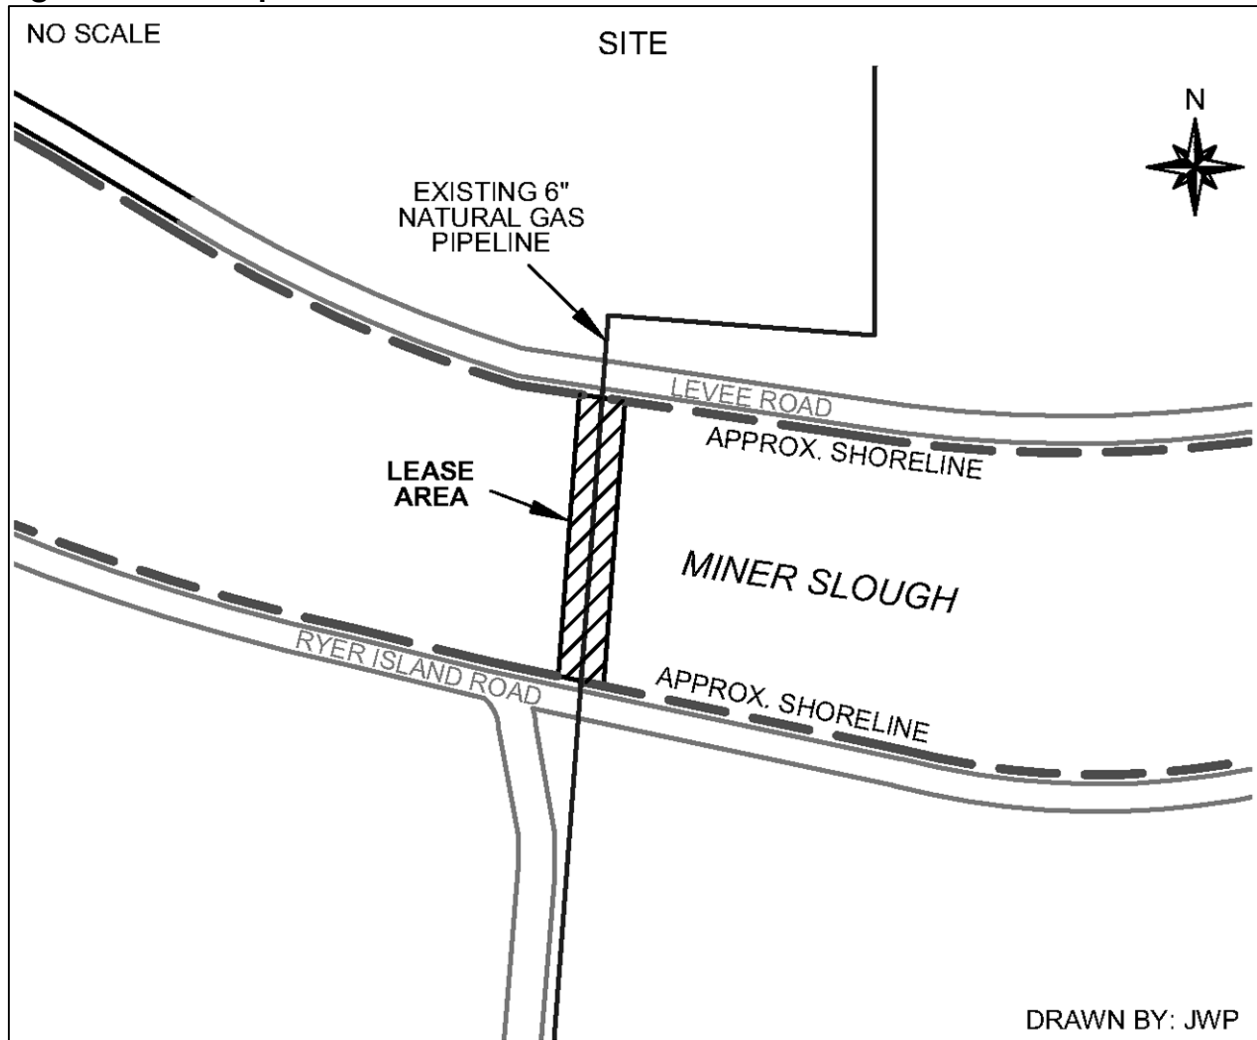 NO SCALE
SITE
N
EXISTING 6"
NATURAL GAS
PIPELINE
LEVEE ROAD
APPROX. SHORELINE
LEASE
AREA
MINER SLOUGH
RYER ISLAND ROAD
APPROX. SHORELINE
DRAWN BY: JWP